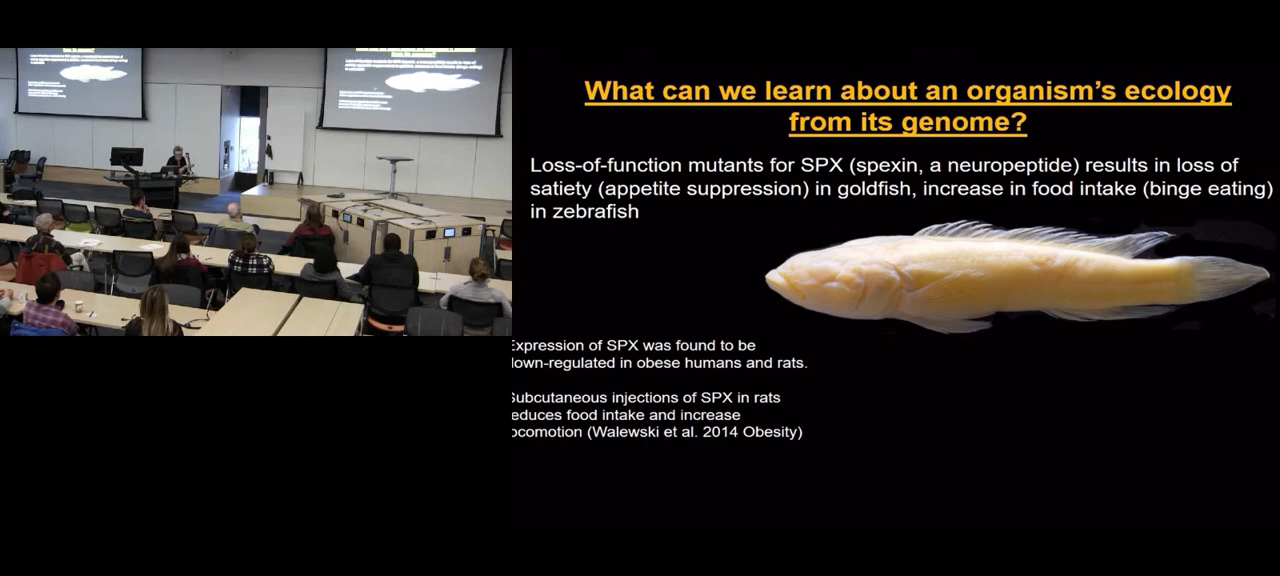 What can we learn about an organism's ecology
from its genome?
Loss-of-function mutants for SPX (spexin, a neuropeptide) results in loss of
satiety (appetite suppression) in goldfish, increase in food intake (binge eating)
in zebrafish
Expression of SPX was found to be
down-regulated in obese humans and rats.
Subcutaneous injections of SPX in rats
educes food intake and increase
ocomotion (Walewski et al. 2014 Obesity)